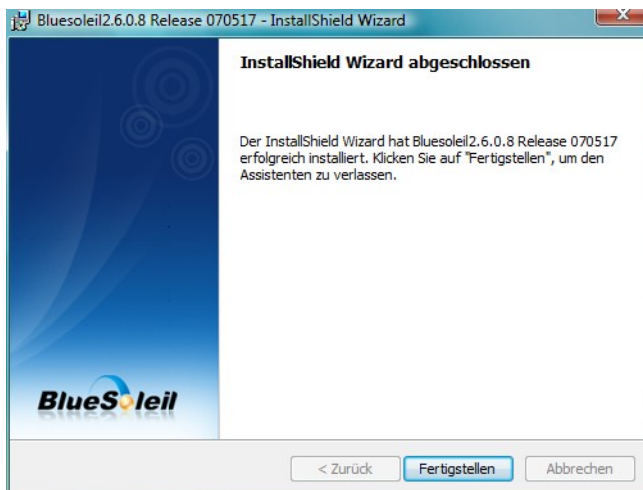 Bluesoleil2.6.0.8 Release 070517 - InstallShield Wizard
InstallShield Wizard abgeschlossen
Der InstallShield Wizard hat Bluesoleil2.6.0.8 Release 070517
erfolgreich installiert. Klicken Sie auf "Fertigstellen", um den
Assistenten zu verlassen.
BlueSoleil
< Zurück
Fertigstellen
Abbrechen